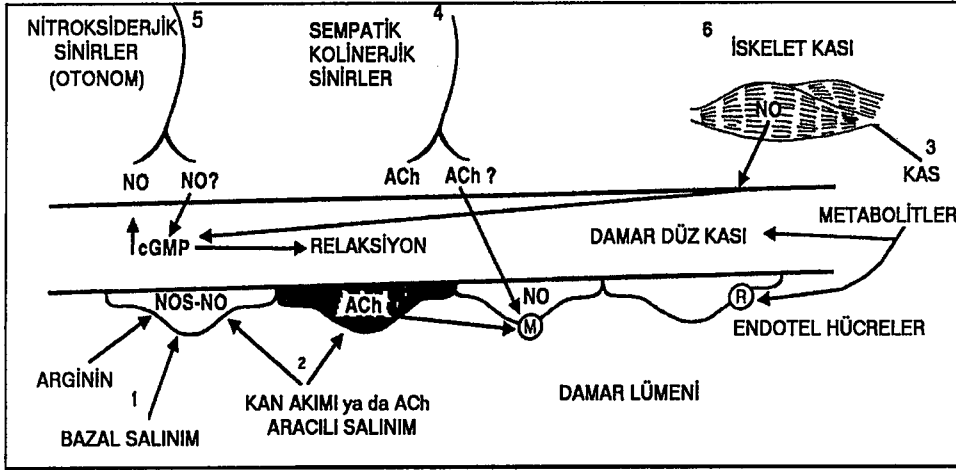 NİTROKSİDERJİK
SİNİRLER
(OTONOM)
5
SEMPATİK
KOLİNERJİK
SİNİRLER
4
6
İSKELET KASI
NO
3
KAS
METABOLİTLER
NO
NO?
ACh
ACh ?
cGMP
RELAKSİYON
DAMAR DÜZ KASI
NOS-NO
ACh
NO
M
R
ENDOTEL HÜCRELER
ARGİNİN
1
BAZAL SALINIM
2
KAN AKIMI ya da ACh
ARACILI SALINIM
DAMAR LÜMENİ